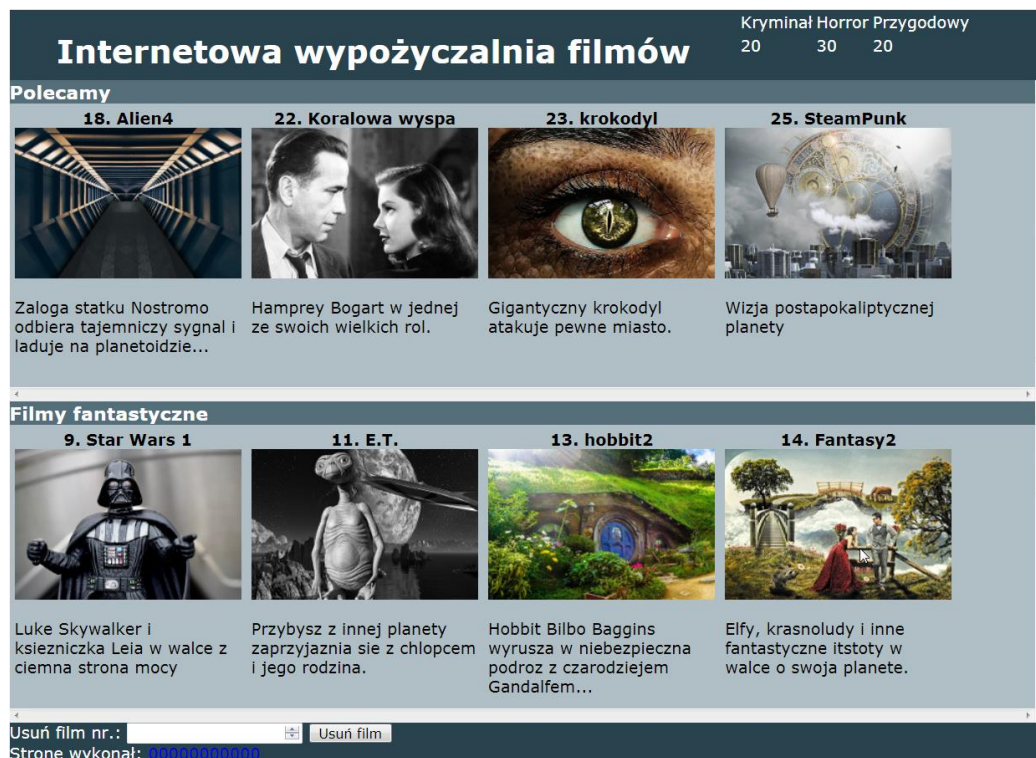 Internetowa wypożyczalnia filmów
Kryminał Horror Przygodowy
20 30 20
Polecamy
18. Alien4
22. Koralowa wyspa
23. krokodyl
25. SteamPunk
Zaloga statku Nostromo
odbiera tajemniczy sygnal i
laduje na planetoidzie...
Hamprey Bogart w jednej
ze swoich wielkich rol.
Gigantyczny krokodyl
atakuje pewne miasto.
Wizja postapokaliptycznej
planety
Filmy fantastyczne
9. Star Wars 1
11. E.T.
13. hobbit2
14. Fantasy2
Luke Skywalker i
ksiezniczka Leia w walce z
ciemna strona mocy
Przybysz z innej planety
zaprzyjaznia sie z chlopcem
i jego rodzina.
Hobbit Bilbo Baggins
wyrusza w niebezpieczna
podroz z czarodziejem
Gandalfem...
Elfy, krasnoludy i inne
fantastyczne itstoty w
walce o swoja planete.
Usuń film nr.: Usuń film
Stronę wykonał: 00000000000